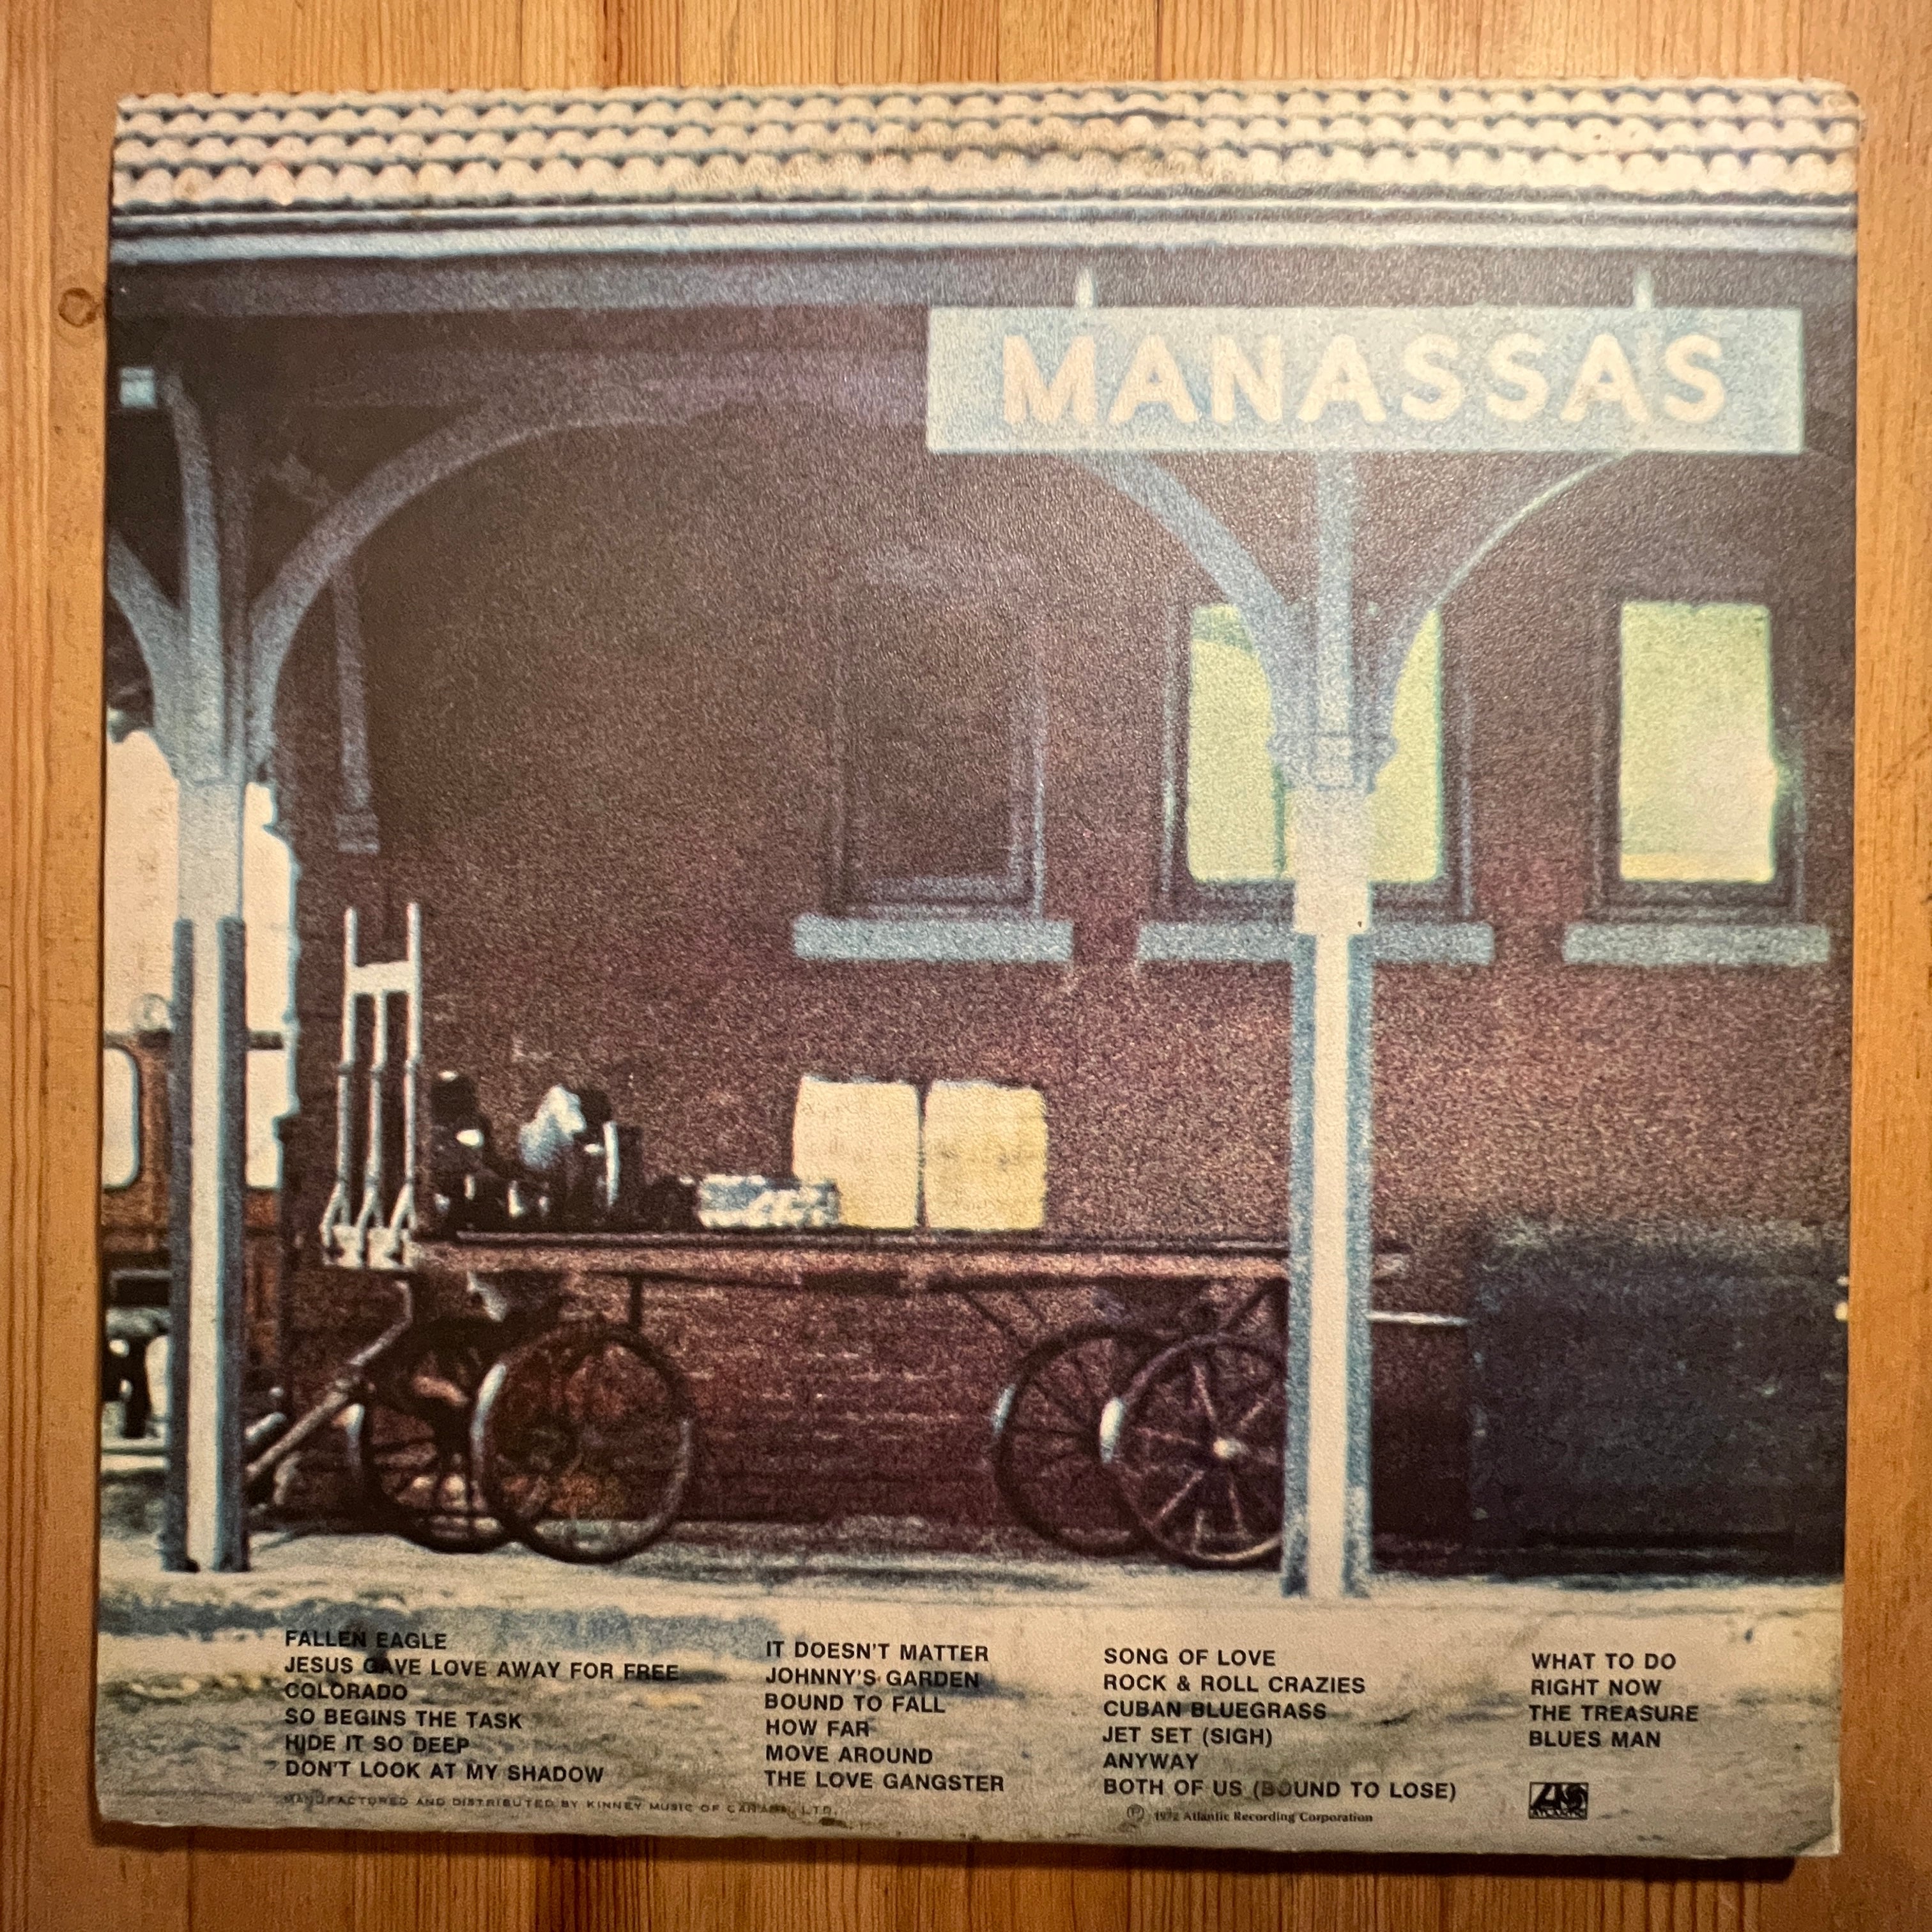 MANASSAS
FALLEN EAGLE
JESUS GAVE LOVE AWAY FOR FREE
COLORADO
SO BEGINS THE TASK
HIDE IT SO DEEP
DON'T LOOK AT MY SHADOW
MANUFACTURED AND DISTRIBUTED BY KINNEY MUSIC OF CANADA, LTD.
IT DOESN'T MATTER
JOHNNY'S GARDEN
BOUND TO FALL
HOW FAR
MOVE AROUND
THE LOVE GANGSTER
SONG OF LOVE
ROCK & ROLL CRAZIES
CUBAN BLUEGRASS
JET SET (SIGH)
ANYWAY
BOTH OF US (BOUND TO LOSE)
℗ 1972 Atlantic Recording Corporation
WHAT TO DO
RIGHT NOW
THE TREASURE
BLUES MAN
ATLANTIC